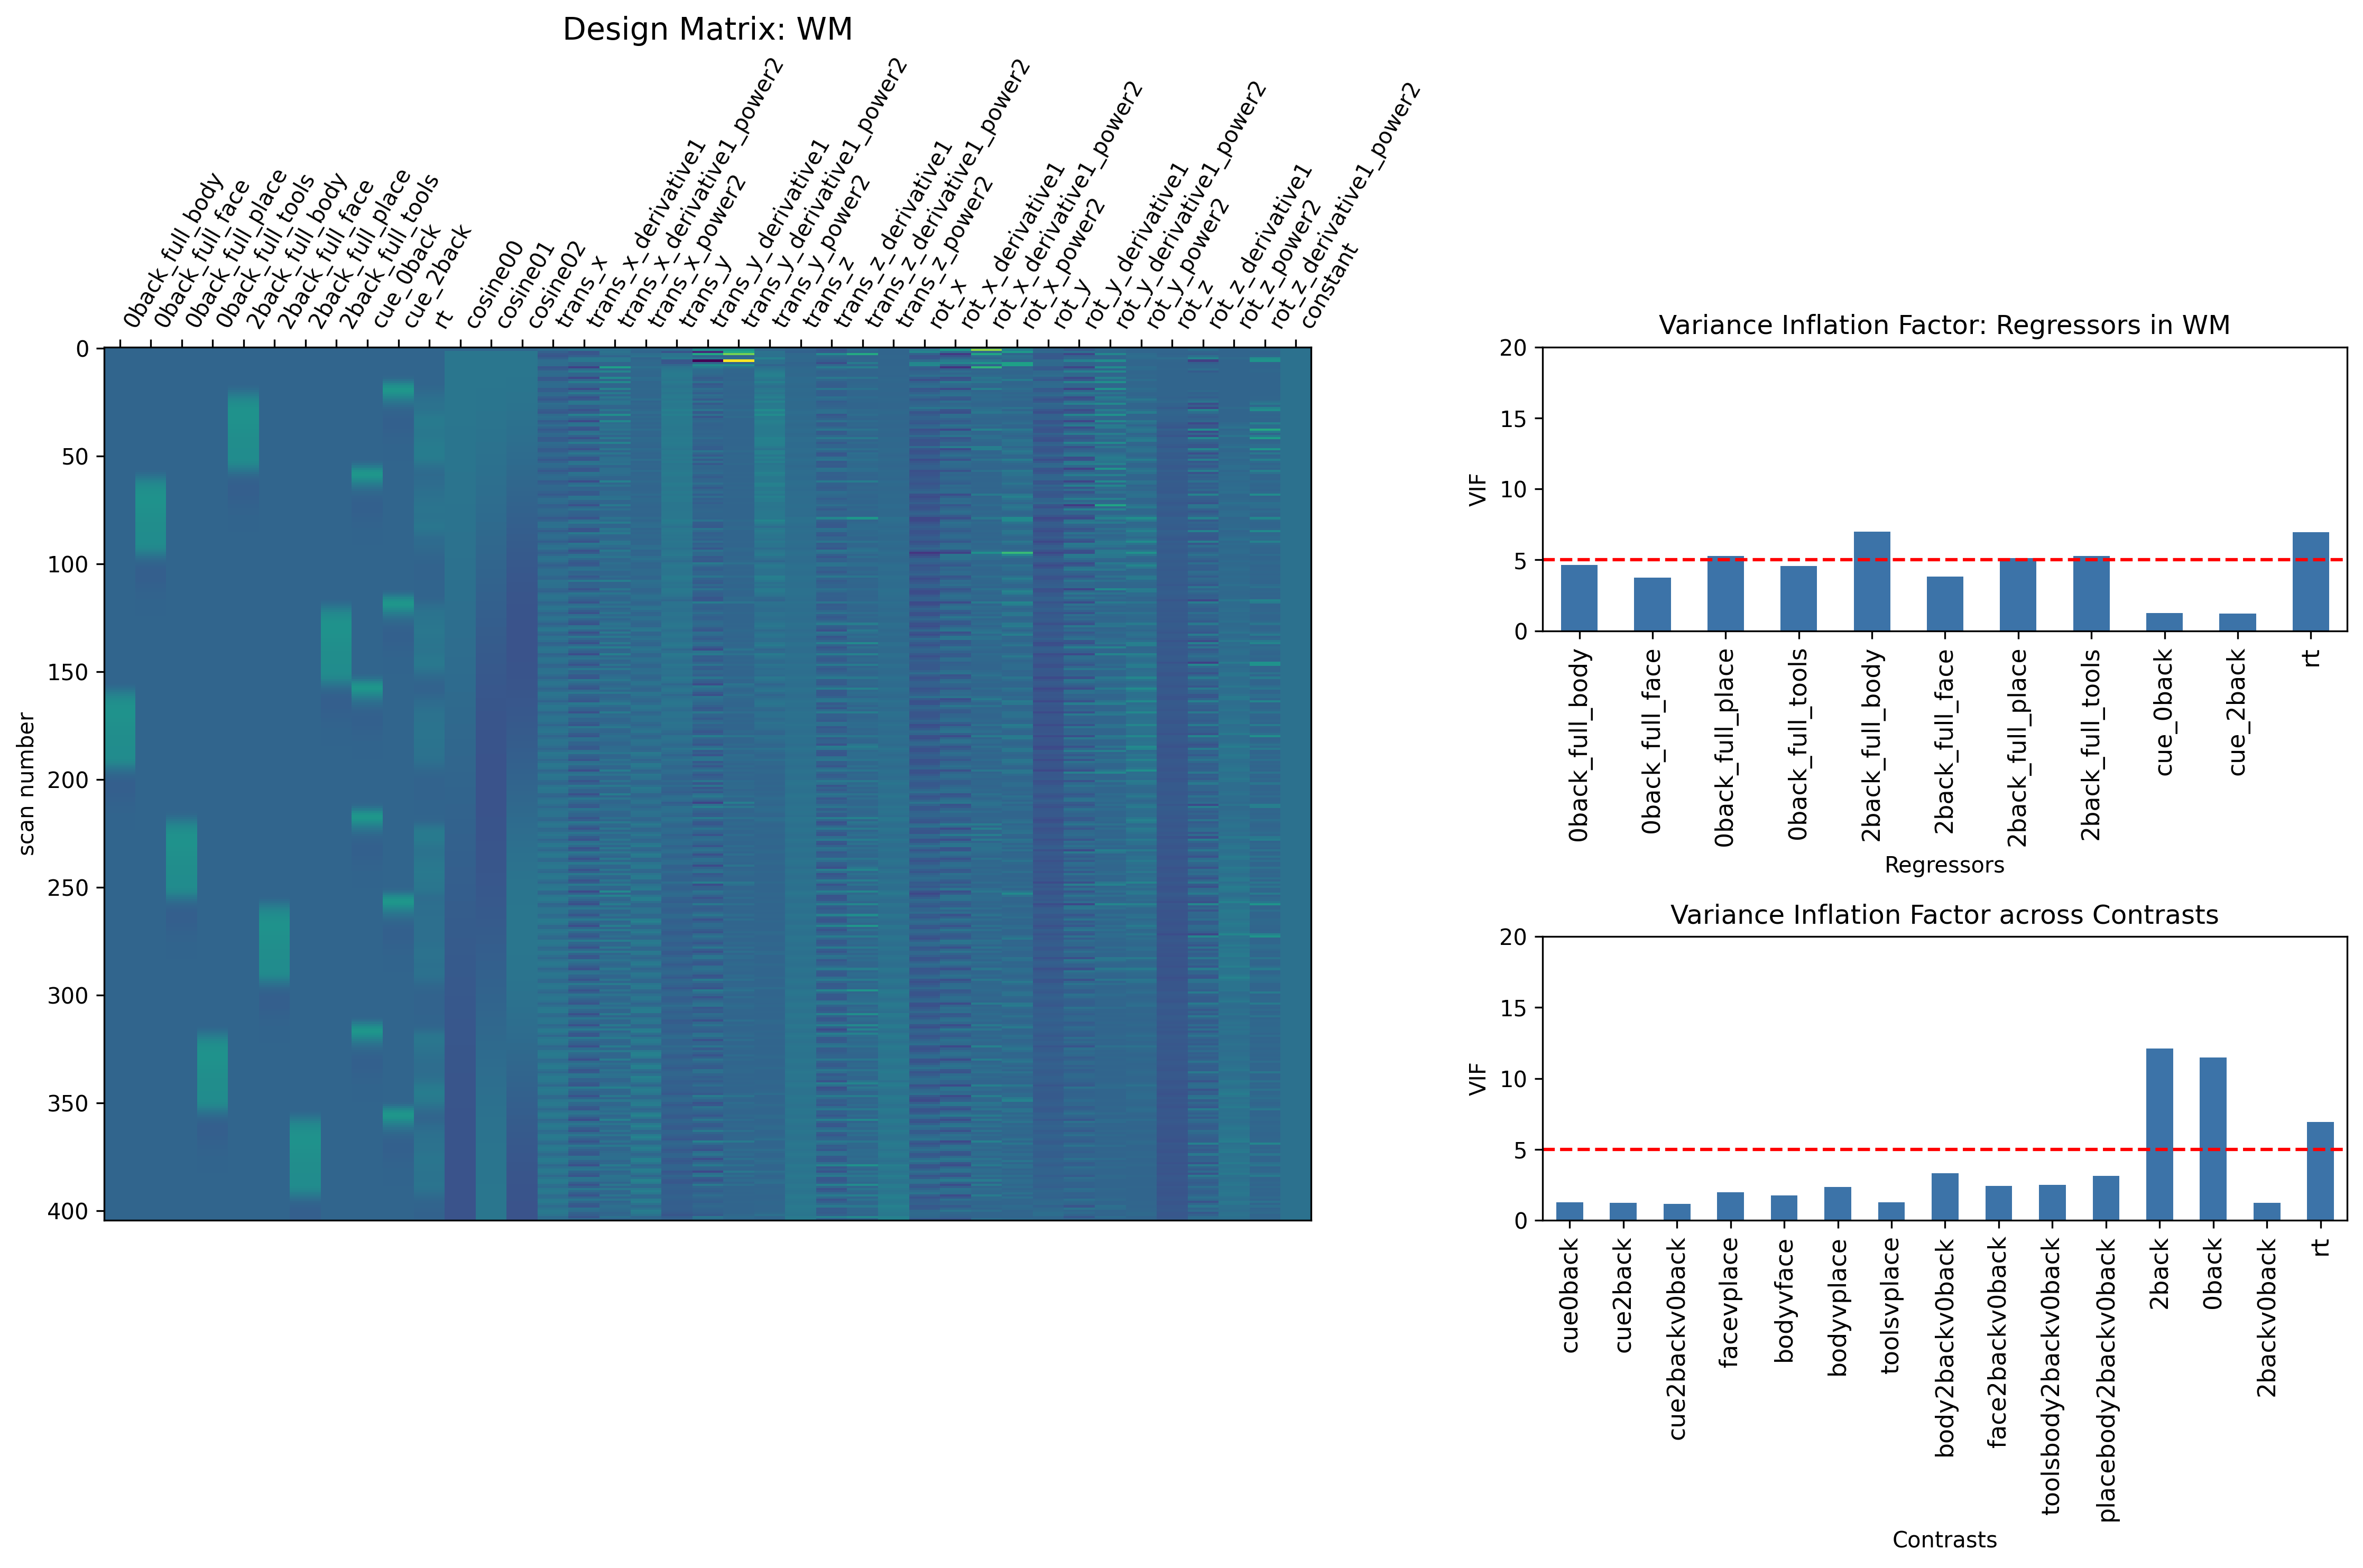 Design Matrix: WM
0back_full_body
0back_full_face
0back_full_place
0back_full_tools
2back_full_body
2back_full_face
2back_full_place
2back_full_tools
cue_0back
cue_2back
rt
cosine00
cosine01
cosine02
trans_x
trans_x_derivative1
trans_x_derivative1_power2
trans_x_power2
trans_y
trans_y_derivative1
trans_y_derivative1_power2
trans_y_power2
trans_z
trans_z_derivative1
trans_z_derivative1_power2
trans_z_power2
rot_x
rot_x_derivative1
rot_x_derivative1_power2
rot_x_power2
rot_y
rot_y_derivative1
rot_y_derivative1_power2
rot_y_power2
rot_z
rot_z_derivative1
rot_z_power2
rot_z_derivative1_power2
constant
0
50
100
150
200
250
300
350
400
scan number
Variance Inflation Factor: Regressors in WM
20
15
10
5
0
VIF
0back_full_body
0back_full_face
0back_full_place
0back_full_tools
2back_full_body
2back_full_face
2back_full_place
2back_full_tools
cue_0back
cue_2back
rt
Regressors
Variance Inflation Factor across Contrasts
20
15
10
5
0
VIF
cue0back
cue2back
cue2backv0back
facevplace
bodyvface
bodyvplace
toolsvplace
body2backv0back
face2backv0back
toolsbody2backv0back
placebody2backv0back
2back
0back
2backv0back
rt
Contrasts